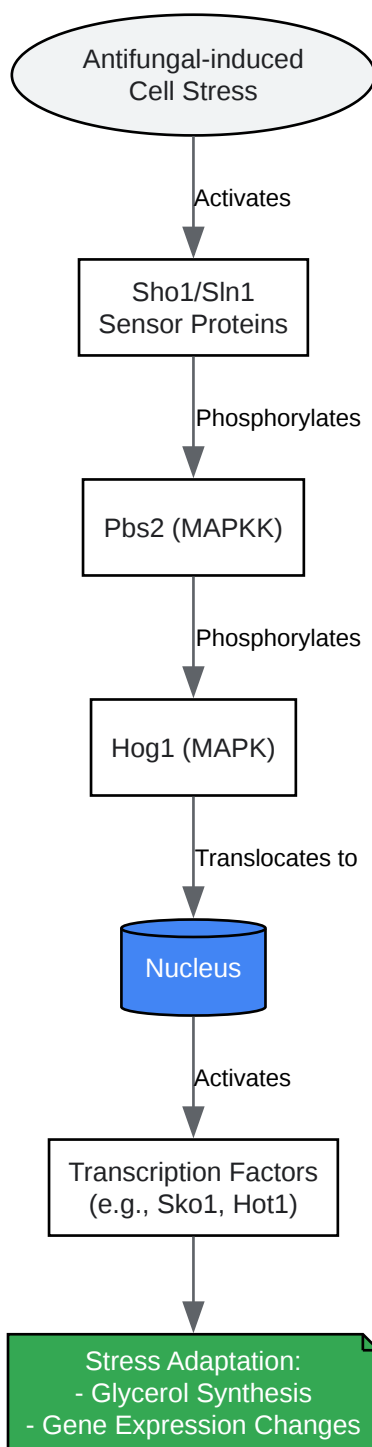 Antifungal-induced
Cell Stress
Activates
Sho1/Sln1
Sensor Proteins
Phosphorylates
Pbs2 (MAPKK)
Phosphorylates
Hog1 (MAPK)
Translocates to
Nucleus
Activates
Transcription Factors
(e.g., Sko1, Hot1)
Stress Adaptation:
- Glycerol Synthesis
- Gene Expression Changes